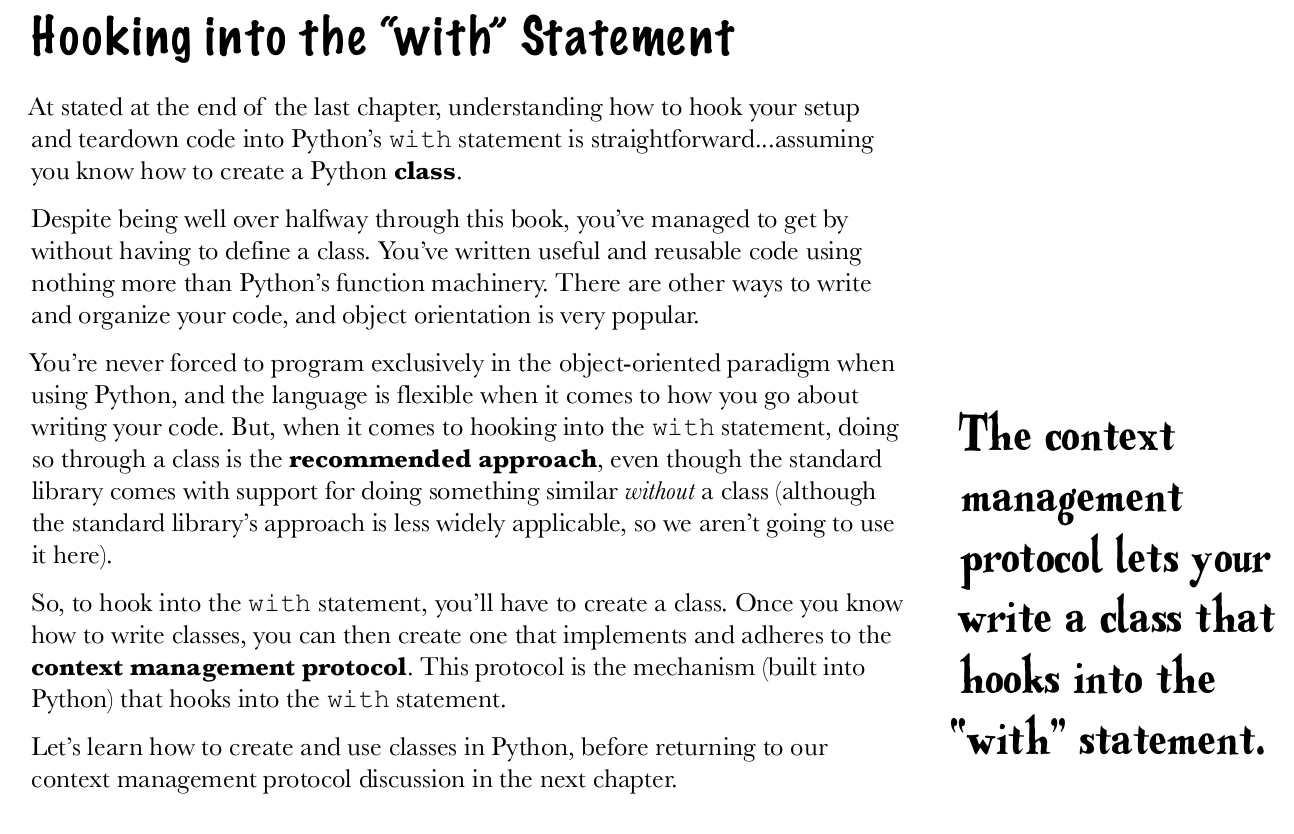 Hooking into the “with” Statement
At stated at the end of the last chapter, understanding how to hook your setup
and teardown code into Python’s with statement is straightforward...assuming
you know how to create a Python class.
Despite being well over halfway through this book, you’ve managed to get by
without having to define a class. You’ve written useful and reusable code using
nothing more than Python’s function machinery. There are other ways to write
and organize your code, and object orientation is very popular.
You’re never forced to program exclusively in the object-oriented paradigm when
using Python, and the language is flexible when it comes to how you go about
writing your code. But, when it comes to hooking into the with statement, doing
so through a class is the recommended approach, even though the standard
library comes with support for doing something similar without a class (although
the standard library’s approach is less widely applicable, so we aren’t going to use
it here).
So, to hook into the with statement, you’ll have to create a class. Once you know
how to write classes, you can then create one that implements and adheres to the
context management protocol. This protocol is the mechanism (built into
Python) that hooks into the with statement.
Let’s learn how to create and use classes in Python, before returning to our
context management protocol discussion in the next chapter.
The context
management
protocol lets your
write a class that
hooks into the
“with” statement.